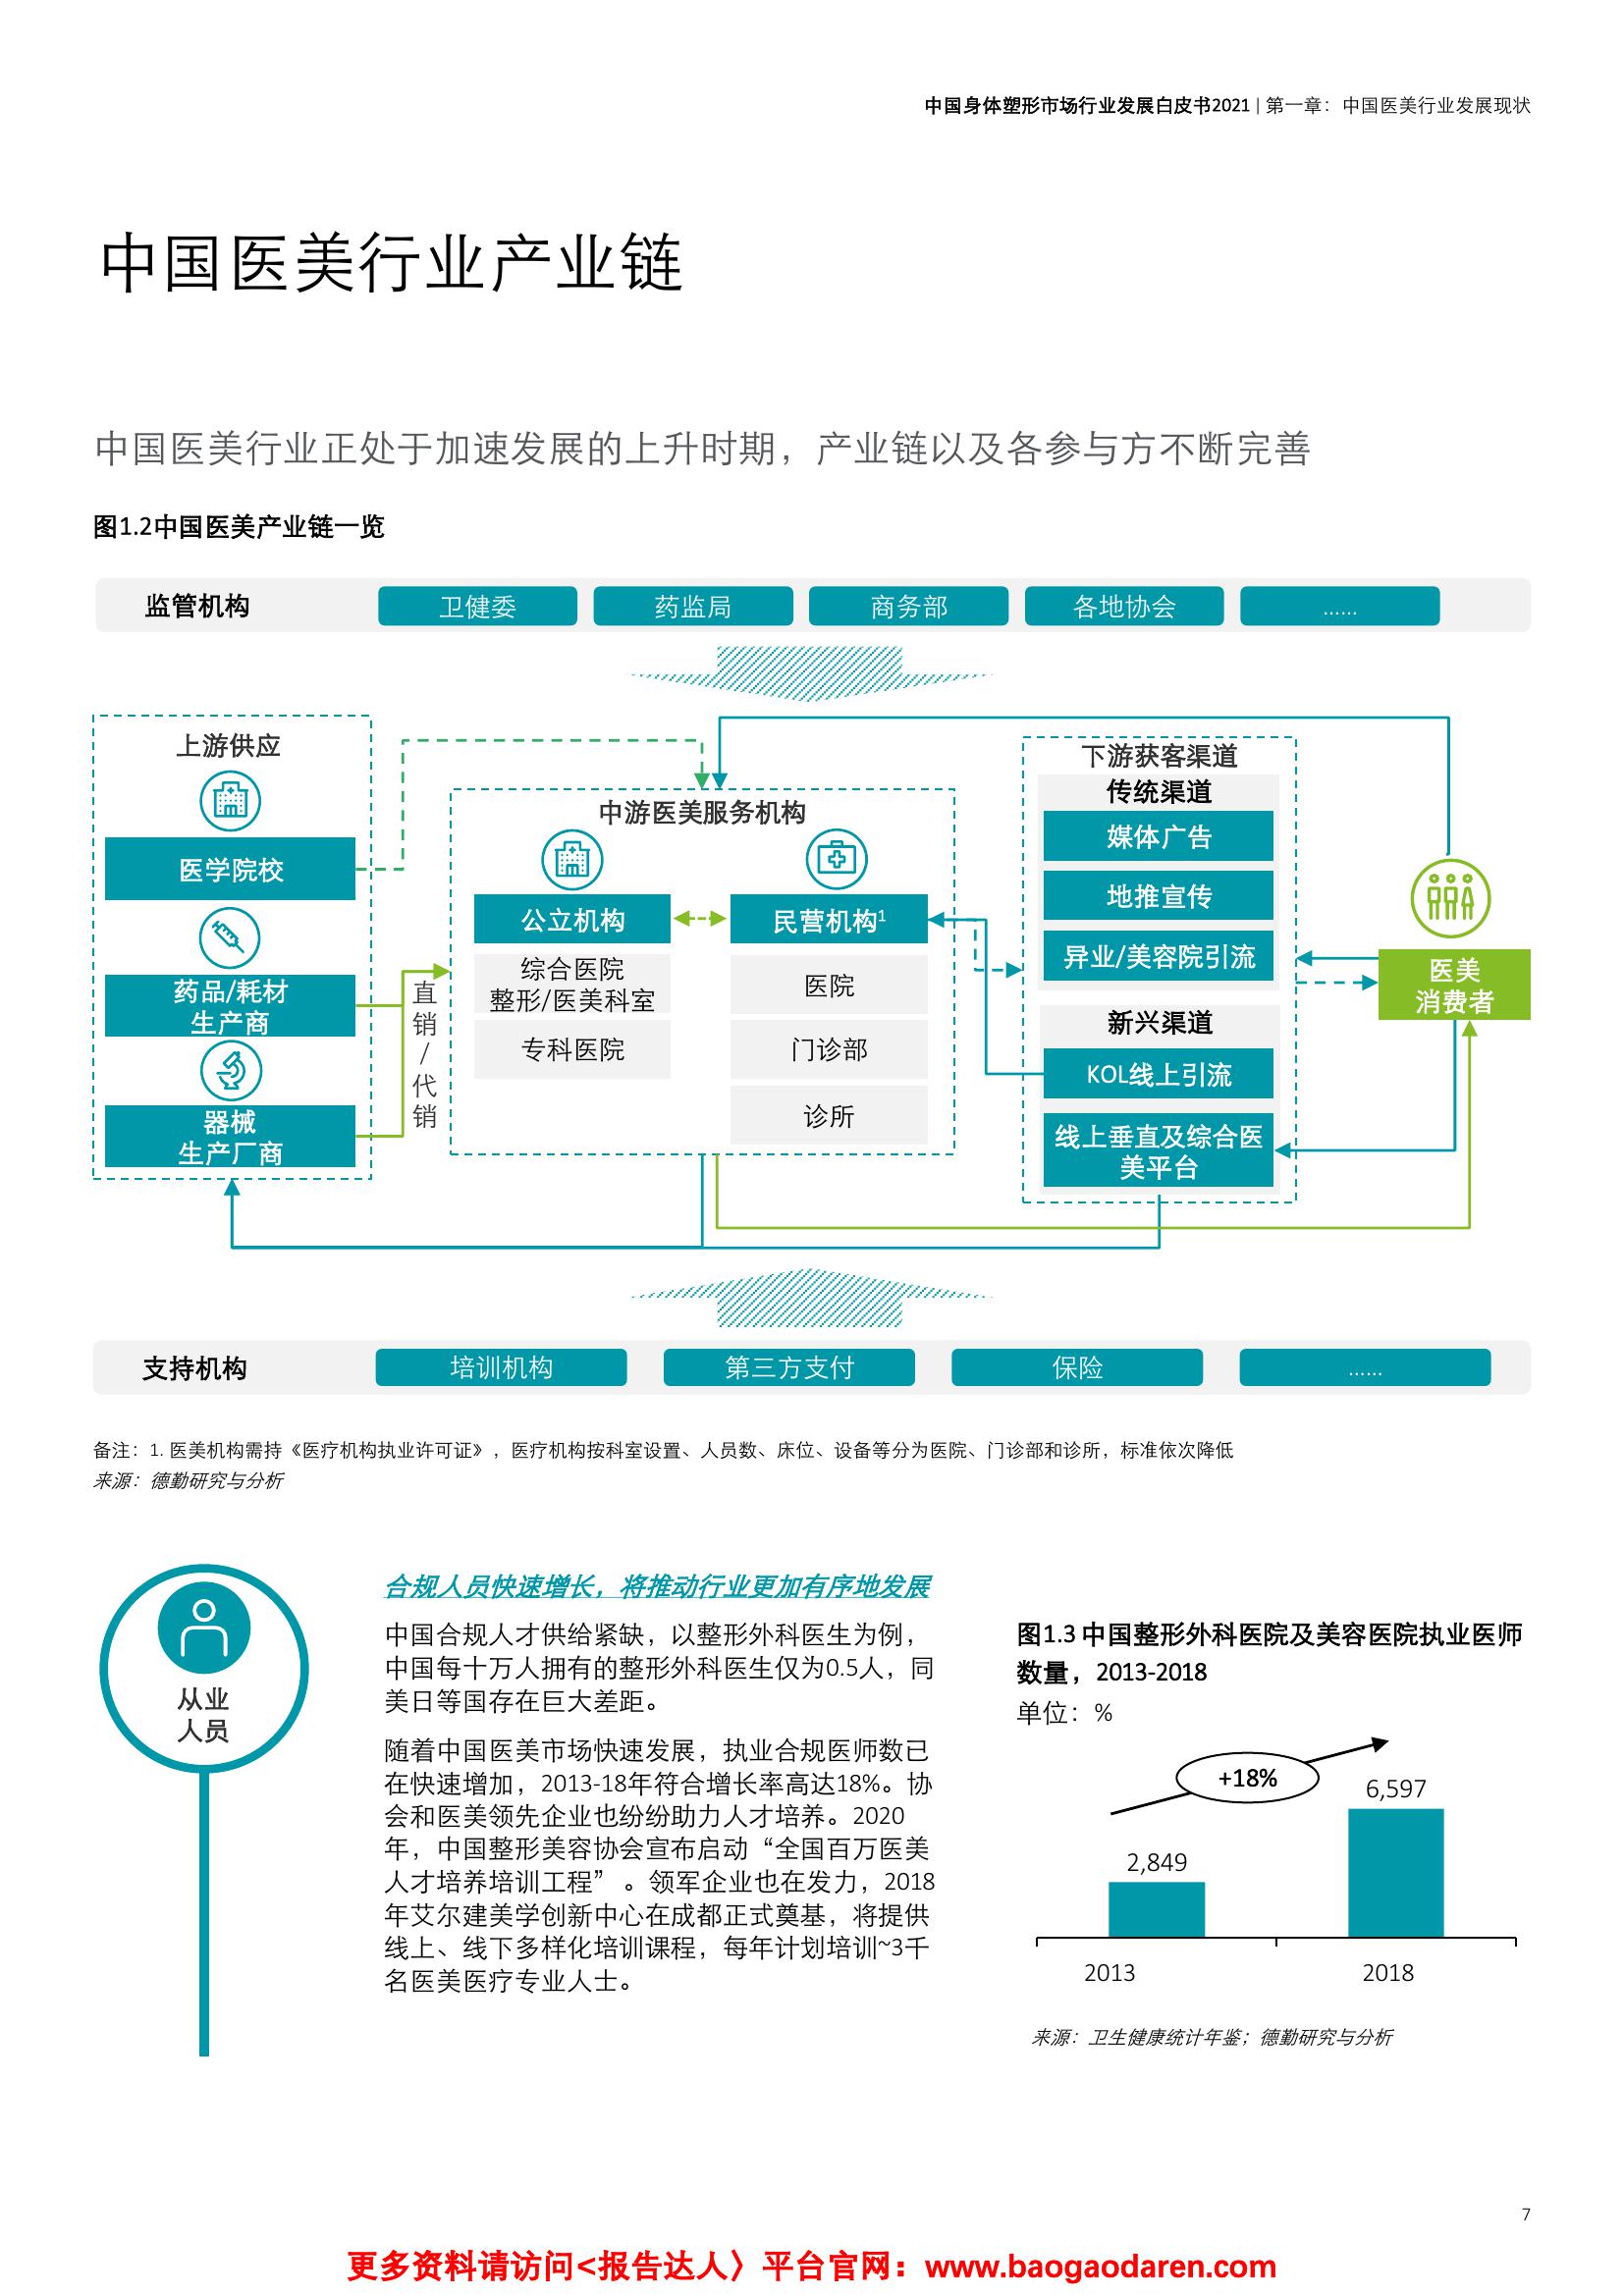 中国身体塑形市场行业发展白皮书2021 | 第一章：中国医美行业发展现状
中国医美行业产业链
中国医美行业正处于加速发展的上升时期，产业链以及各参与方不断完善
图1.2中国医美产业链一览
监管机构
卫健委
药监局
商务部
各地协会
……
上游供应
医学院校
药品/耗材
生产商
器械
生产厂商
直
销
/
代
销
中游医美服务机构
公立机构
综合医院
整形/医美科室
专科医院
民营机构1
医院
门诊部
诊所
下游获客渠道
传统渠道
媒体广告
地推宣传
异业/美容院引流
新兴渠道
KOL线上引流
线上垂直及综合医
美平台
医美
消费者
支持机构
培训机构
第三方支付
保险
……
备注：1. 医美机构需持《医疗机构执业许可证》，医疗机构按科室设置、人员数、床位、设备等分为医院、门诊部和诊所，标准依次降低
来源：德勤研究与分析
从业
人员
合规人员快速增长，将推动行业更加有序地发展
中国合规人才供给紧缺，以整形外科医生为例，
中国每十万人拥有的整形外科医生仅为0.5人，同
美日等国存在巨大差距。
随着中国医美市场快速发展，执业合规医师数已
在快速增加，2013-18年符合增长率高达18%。协
会和医美领先企业也纷纷助力人才培养。2020
年，中国整形美容协会宣布启动“全国百万医美
人才培养培训工程”。领军企业也在发力，2018
年艾尔建美学创新中心在成都正式奠基，将提供
线上、线下多样化培训课程，每年计划培训~3千
名医美医疗专业人士。
图1.3 中国整形外科医院及美容医院执业医师
数量，2013-2018
单位：%
+18%
2,849
6,597
2013
2018
来源：卫生健康统计年鉴；德勤研究与分析
7
更多资料请访问<报告达人〉平台官网：www.baogaodaren.com